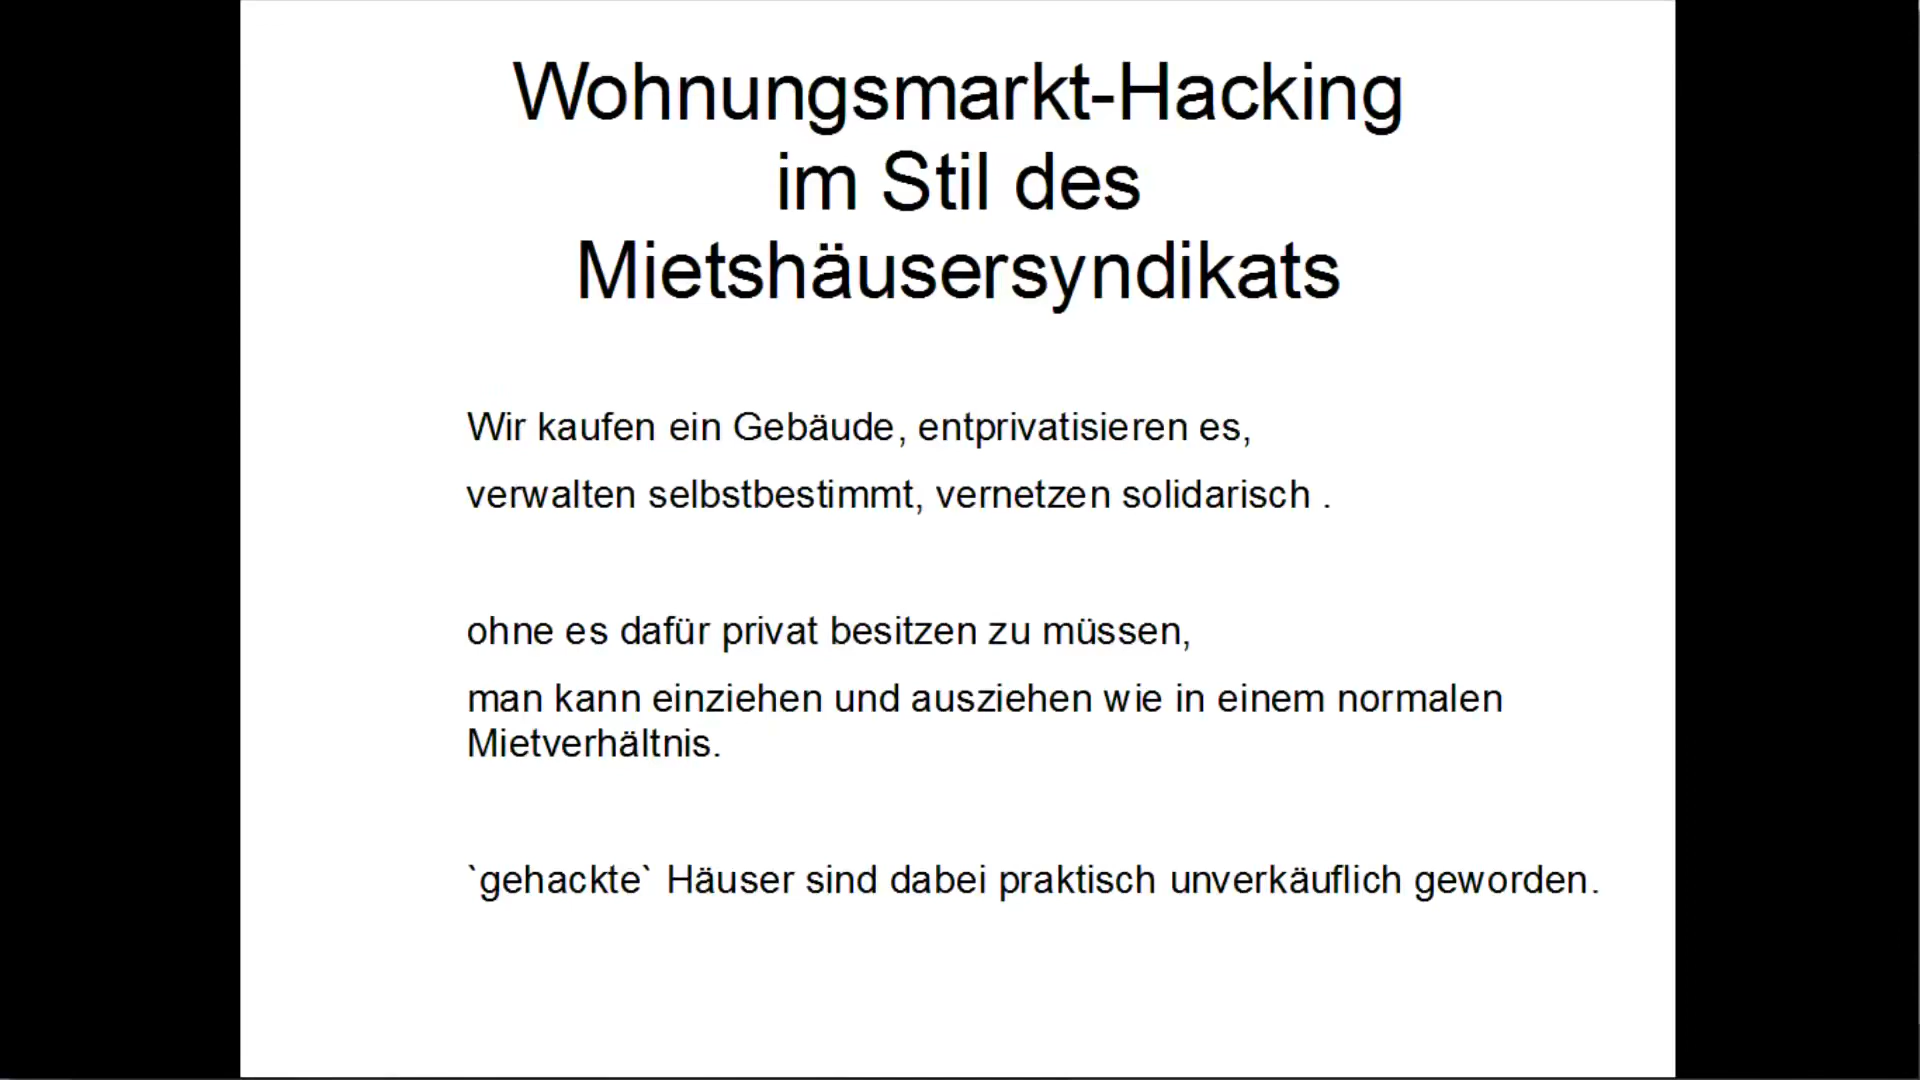 Wohnungsmarkt-Hacking
im Stil des
Mietshäusersyndikats
Wir kaufen ein Gebäude, entprivatisieren es,
verwalten selbstbestimmt, vernetzen solidarisch .
ohne es dafür privat besitzen zu müssen,
man kann einziehen und ausziehen wie in einem normalen
Mietverhältnis.
`gehackte` Häuser sind dabei praktisch unverkäuflich geworden.